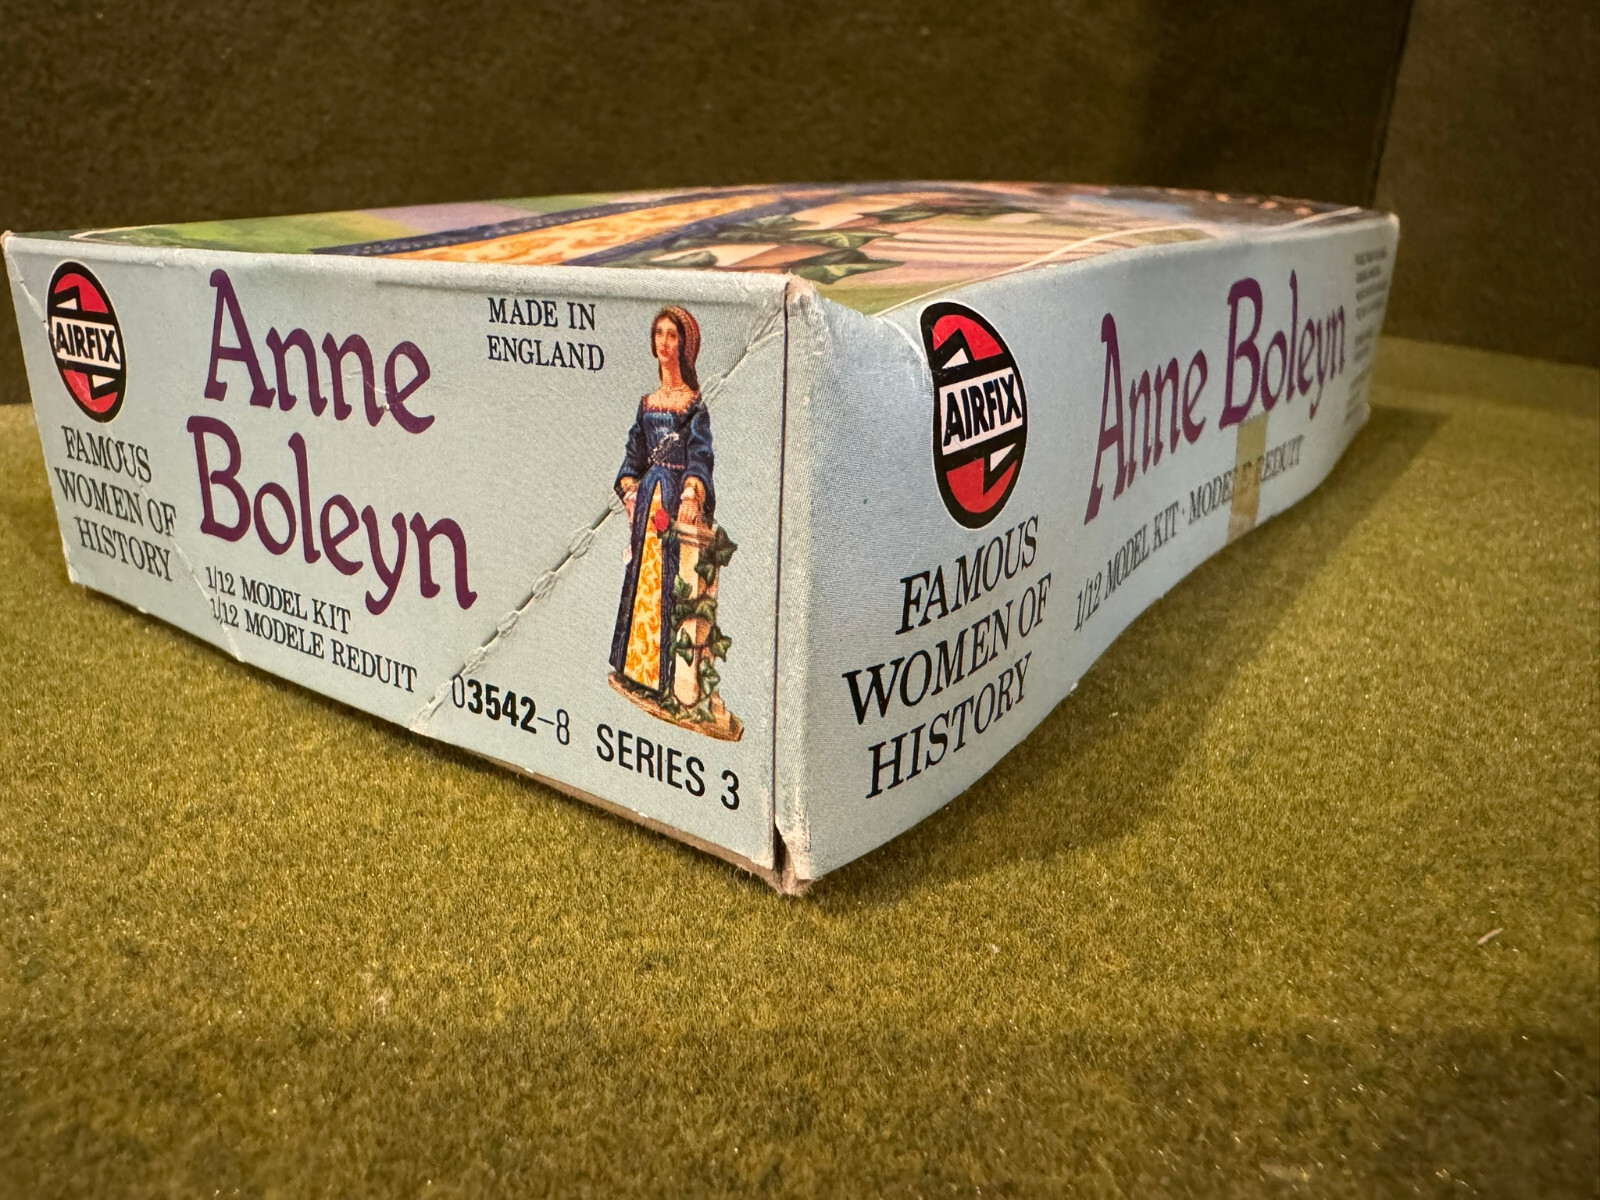 AIRFIX
FAMOUS
WOMEN OF
HISTORY
Anne
Boleyn
1/12 MODEL KIT
1/12 MODELE REDUIT
MADE IN
ENGLAND
03542-8 SERIES 3
AIRFIX
FAMOUS
WOMEN OF
HISTORY
Anne Boleyn
1/12 MODEL KIT · MODELE REDUIT